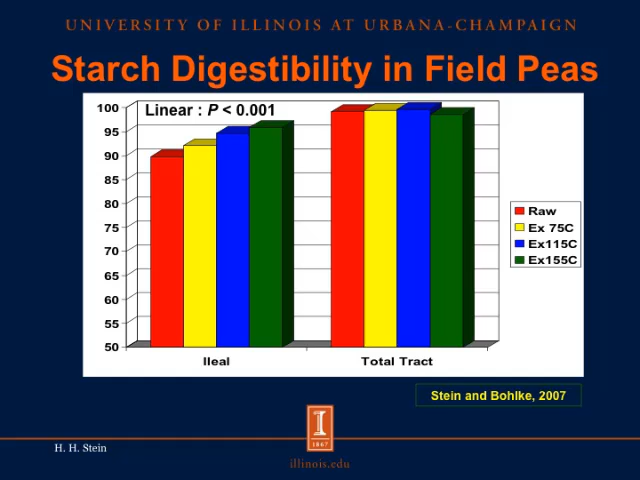 UNIVERSITY OF ILLINOIS AT URBANA-CHAMPAIGN
Starch Digestibility in Field Peas
Linear : P < 0.001
100
95
90
85
80
75
70
65
60
55
50
Ileal
Total Tract
Raw
Ex 75C
Ex115C
Ex155C
Stein and Bohlke, 2007
I
1867
H. H. Stein
illinois.edu